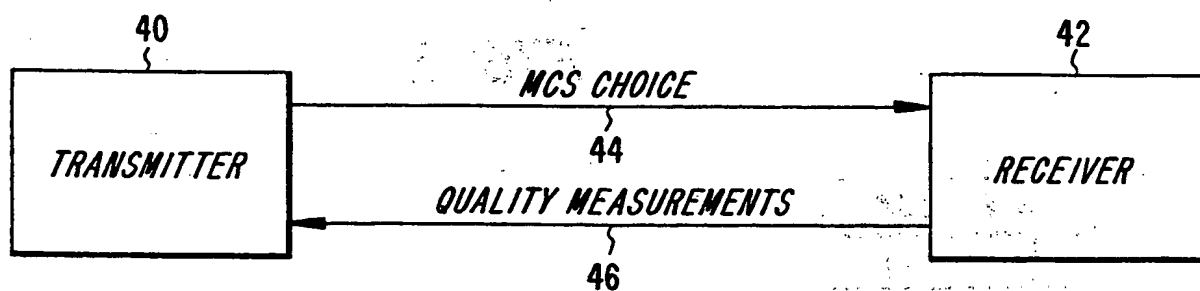 40
42
MCS CHOICE
44
TRANSMITTER
RECEIVER
QUALITY MEASUREMENTS
46